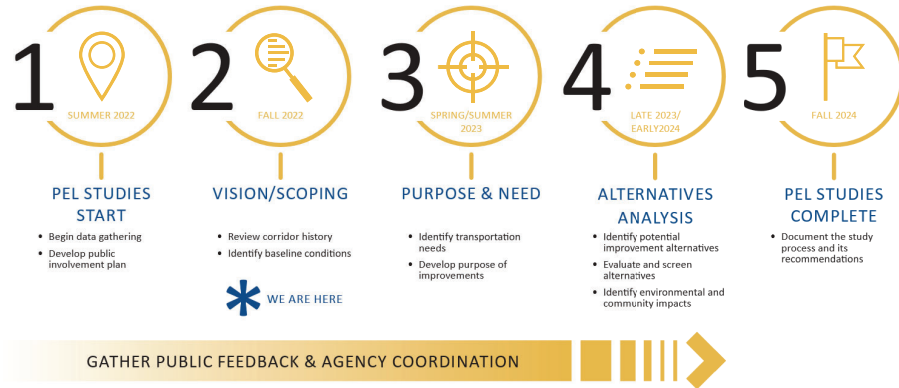 1
SUMMER 2022
PEL STUDIES
START
• Begin data gathering
• Develop public
involvement plan
2
FALL 2022
VISION/SCOPING
• Review corridor history
• Identify baseline conditions
* WE ARE HERE
3
SPRING/SUMMER
2023
PURPOSE & NEED
• Identify transportation
needs
• Develop purpose of
improvements
4
LATE 2023/
EARLY2024
ALTERNATIVES
ANALYSIS
• Identify potential
improvement alternatives
• Evaluate and screen
alternatives
• Identify environmental and
community impacts
5
FALL 2024
PEL STUDIES
COMPLETE
• Document the study
process and its
recommendations
GATHER PUBLIC FEEDBACK & AGENCY COORDINATION